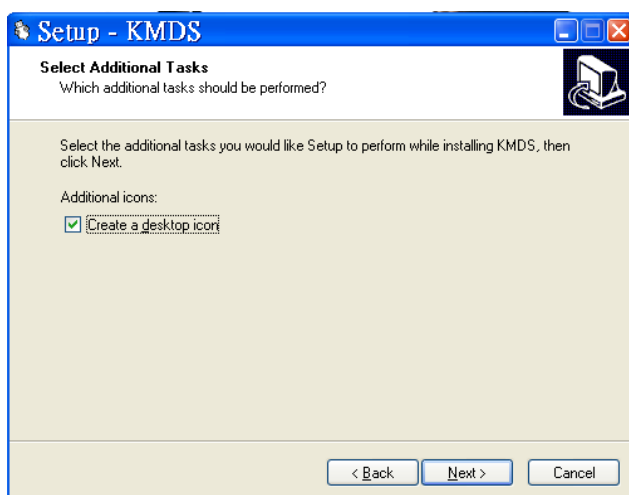 Setup - KMDS
Select Additional Tasks
Which additional tasks should be performed?
Select the additional tasks you would like Setup to perform while installing KMDS, then
click Next.
Additional icons:
Create a desktop icon
< Back
Next >
Cancel